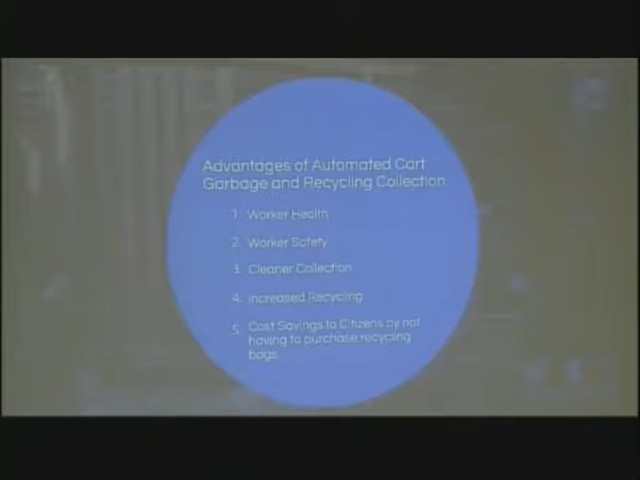 Advantages of Automated Cart
Garbage and Recycling Collection
1. Worker Health
2. Worker Safety
3. Cleaner Collection
4. Increased Recycling
5. Cost Savings to Citizens by not
having to purchase recycling
bags